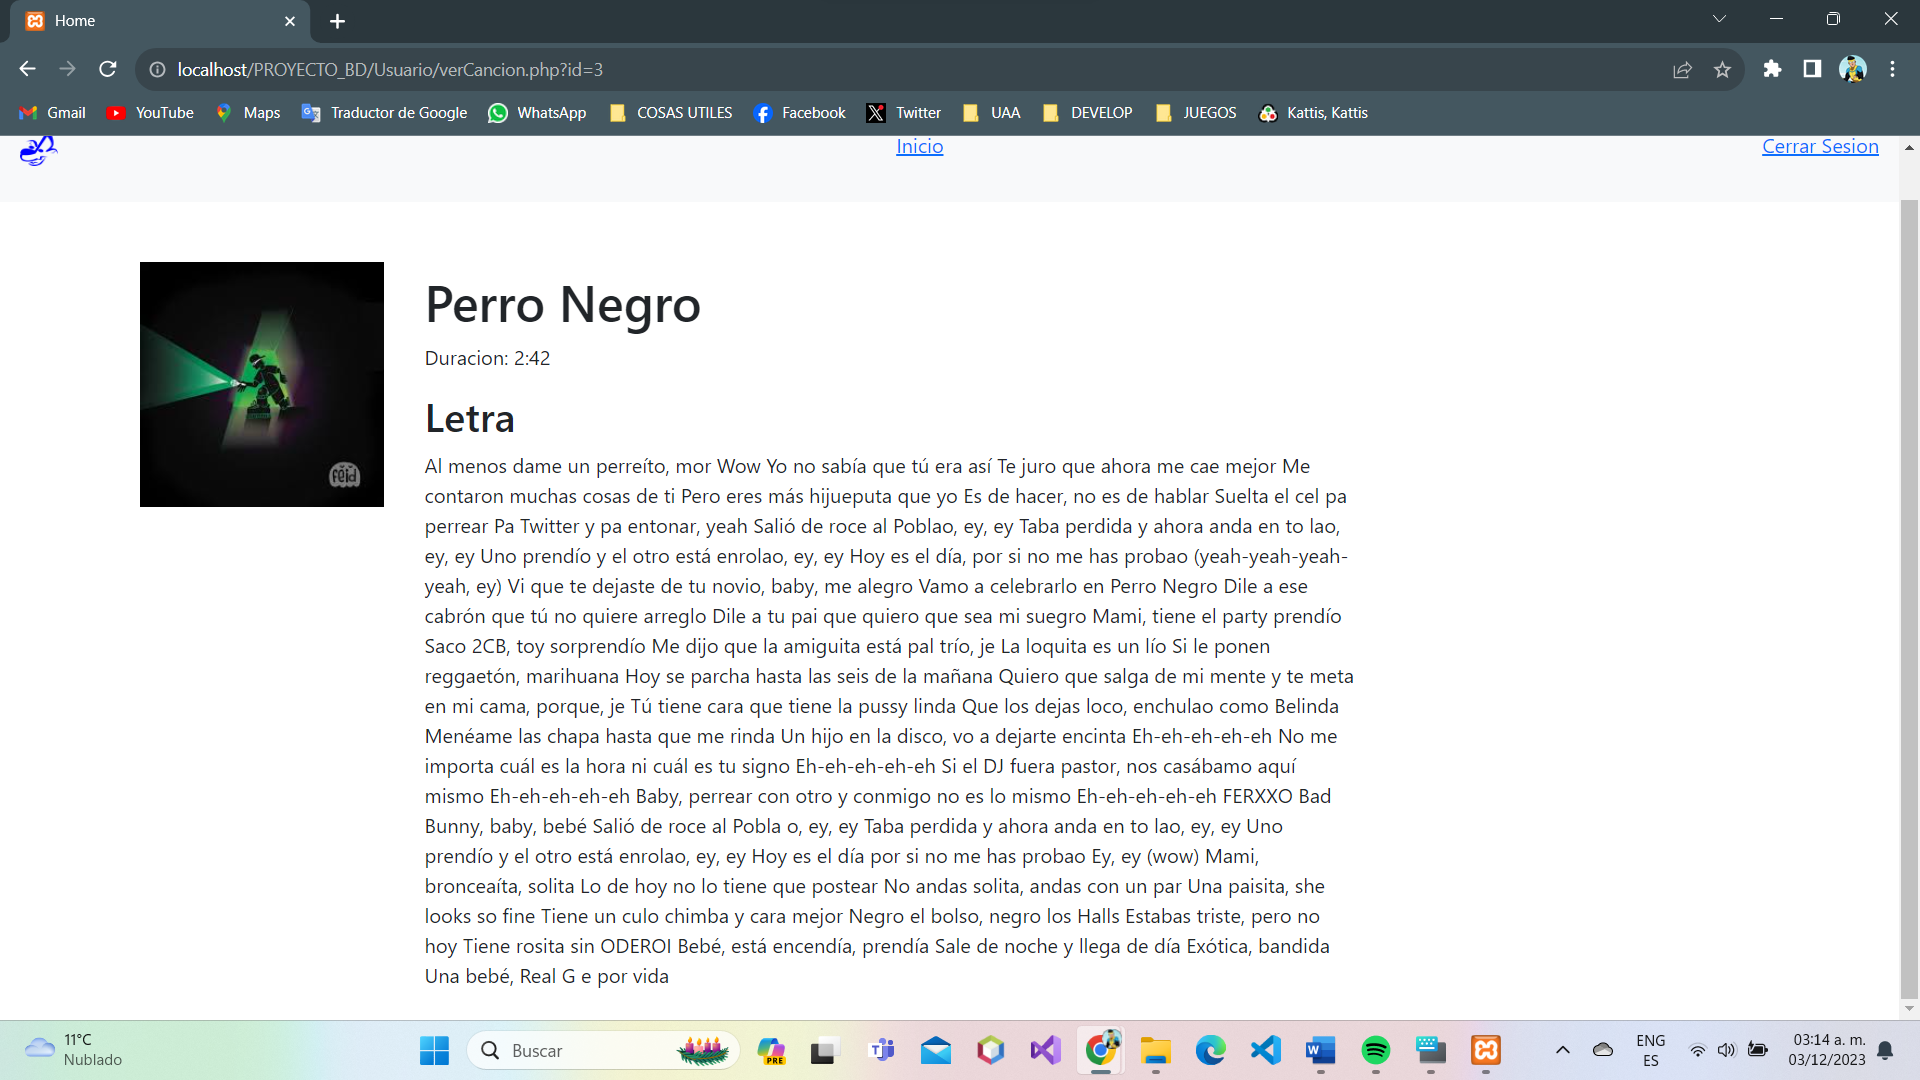 Home
localhost/PROYECTO_BD/Usuario/verCancion.php?id=3
Gmail YouTube Maps Traductor de Google WhatsApp COSAS UTILES Facebook Twitter UAA DEVELOP JUEGOS Kattis, Kattis
Inicio
Cerrar Sesion
Perro Negro
Duracion: 2:42
Letra
Al menos dame un perreíto, mor Wow Yo no sabía que tú era así Te juro que ahora me cae mejor Me
contaron muchas cosas de ti Pero eres más hijueputa que yo Es de hacer, no es de hablar Suelta el cel pa
perrear Pa Twitter y pa entonar, yeah Salió de roce al Poblao, ey, ey Taba perdida y ahora anda en to lao,
ey, ey Uno prendío y el otro está enrolao, ey, ey Hoy es el día, por si no me has probao (yeah-yeah-yeah-
yeah, ey) Vi que te dejaste de tu novio, baby, me alegro Vamo a celebrarlo en Perro Negro Dile a ese
cabrón que tú no quiere arreglo Dile a tu pai que quiero que sea mi suegro Mami, tiene el party prendío
Saco 2CB, toy sorprendío Me dijo que la amiguita está pal trío, je La loquita es un lío Si le ponen
reggaetón, marihuana Hoy se parcha hasta las seis de la mañana Quiero que salga de mi mente y te meta
en mi cama, porque, je Tú tiene cara que tiene la pussy linda Que los dejas loco, enchulao como Belinda
Menéame las chapa hasta que me rinda Un hijo en la disco, vo a dejarte encinta Eh-eh-eh-eh-eh No me
importa cuál es la hora ni cuál es tu signo Eh-eh-eh-eh-eh Si el DJ fuera pastor, nos casábamo aquí
mismo Eh-eh-eh-eh-eh Baby, perrear con otro y conmigo no es lo mismo Eh-eh-eh-eh-eh FERXXO Bad
Bunny, baby, bebé Salió de roce al Pobla o, ey, ey Taba perdida y ahora anda en to lao, ey, ey Uno
prendío y el otro está enrolao, ey, ey Hoy es el día por si no me has probao Ey, ey (wow) Mami,
bronceaíta, solita Lo de hoy no lo tiene que postear No andas solita, andas con un par Una paisita, she
looks so fine Tiene un culo chimba y cara mejor Negro el bolso, negro los Halls Estabas triste, pero no
hoy Tiene rosita sin ODEROI Bebé, está encendía, prendía Sale de noche y llega de día Exótica, bandida
Una bebé, Real G e por vida
feid
11°C
Nublado
Buscar
PRE
ENG
ES
03:14 a. m.
03/12/2023